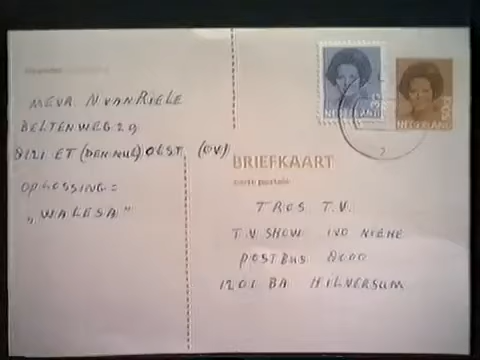 MEVR. N. VAN RIELE
BELTENWEG 29
8121 ET (DEN NUL) OLST (OV)
OPLOSSING =
„WALESA"
NEDERLAND
NEDERLAND
BRIEFKAART
carte postale
TROS T.V.
T.V SHOW IVO NIEHE
POSTBUS
1201 BA HILVERSUM